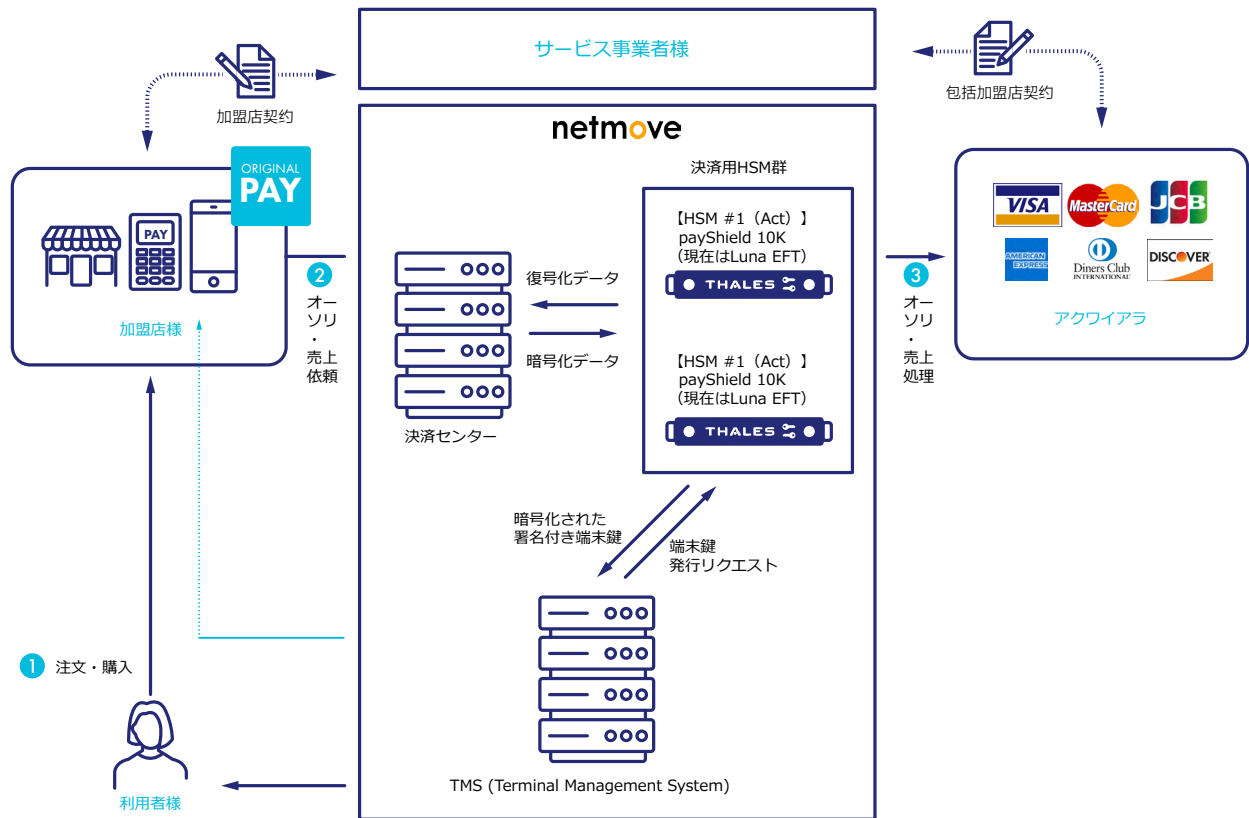 サービス事業者様
加盟店契約
包括加盟店契約
netmove
ORIGINAL
PAY
PAY
加盟店様
決済用HSM群
【HSM #1（Act）】
payShield 10K
（現在はLuna EFT）
THALES
【HSM #1（Act）】
payShield 10K
（現在はLuna EFT）
THALES
復号化データ
暗号化データ
決済センター
2
オーソリ・売上
依頼
3
オーソリ・売上
処理
VISA
MasterCard
JCB
AMERICAN
EXPRESS
Diners Club
INTERNATIONAL
DISCOVER
アクワイアラ
暗号化された
署名付き端末鍵
端末鍵
発行リクエスト
TMS (Terminal Management System)
1 注文・購入
利用者様